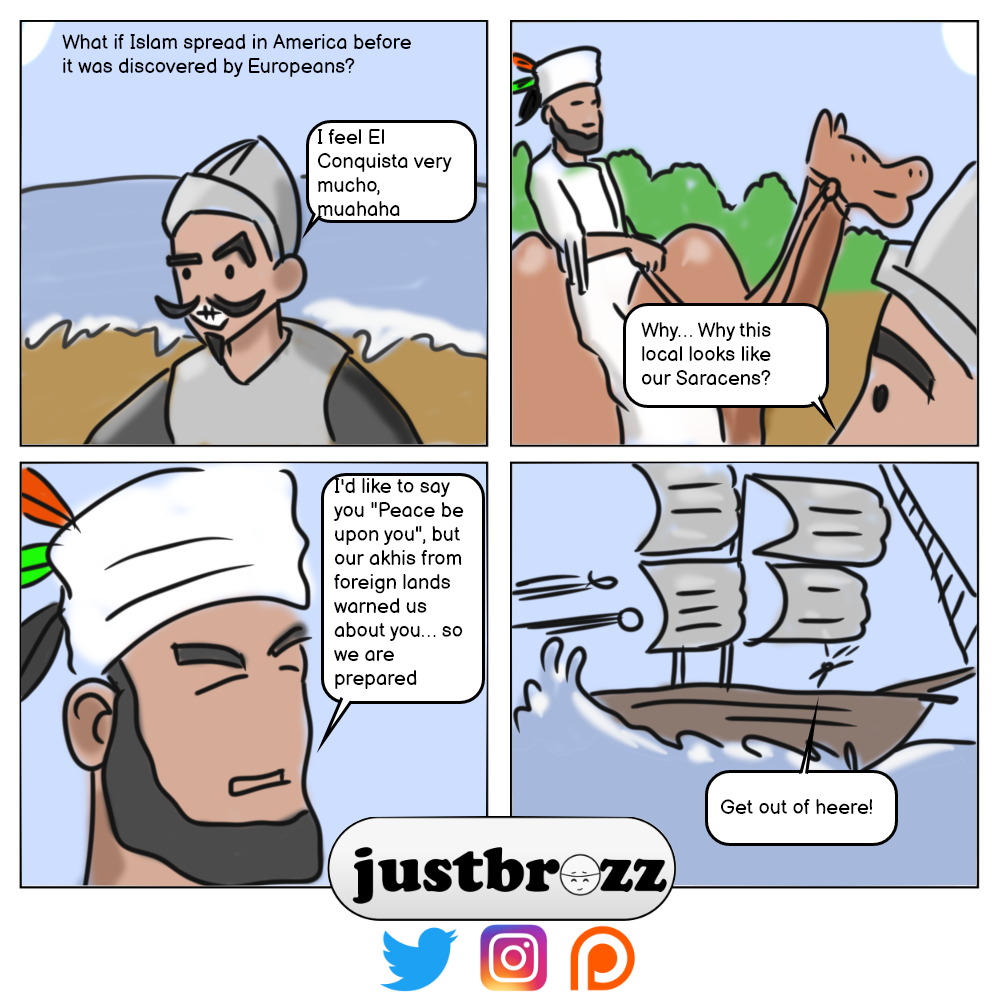 What if Islam spread in America before
it was discovered by Europeans?
I feel El
Conquista very
mucho,
muahaha
Why... Why this
local looks like
our Saracens?
I'd like to say
you "Peace be
upon you", but
our akhis from
foreign lands
warned us
about you... so
we are
prepared
Get out of heere!
justbrozz